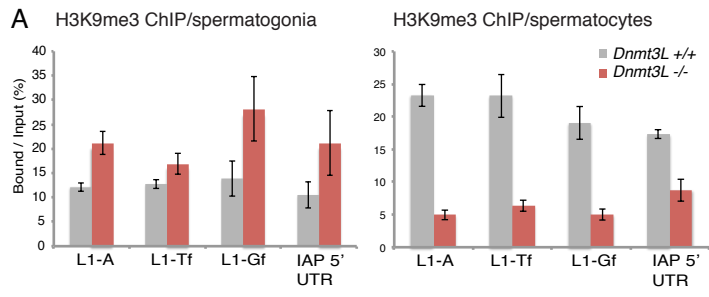 A
H3K9me3 ChIP/spermatogonia
H3K9me3 ChIP/spermatocytes
Bound / Input (%)
40
35
30
25
20
15
10
5
0
L1-A
L1-Tf
L1-Gf
IAP 5'
UTR
30
25
20
15
10
5
0
Dnmt3L +/+
Dnmt3L -/-
L1-A
L1-Tf
L1-Gf
IAP 5'
UTR